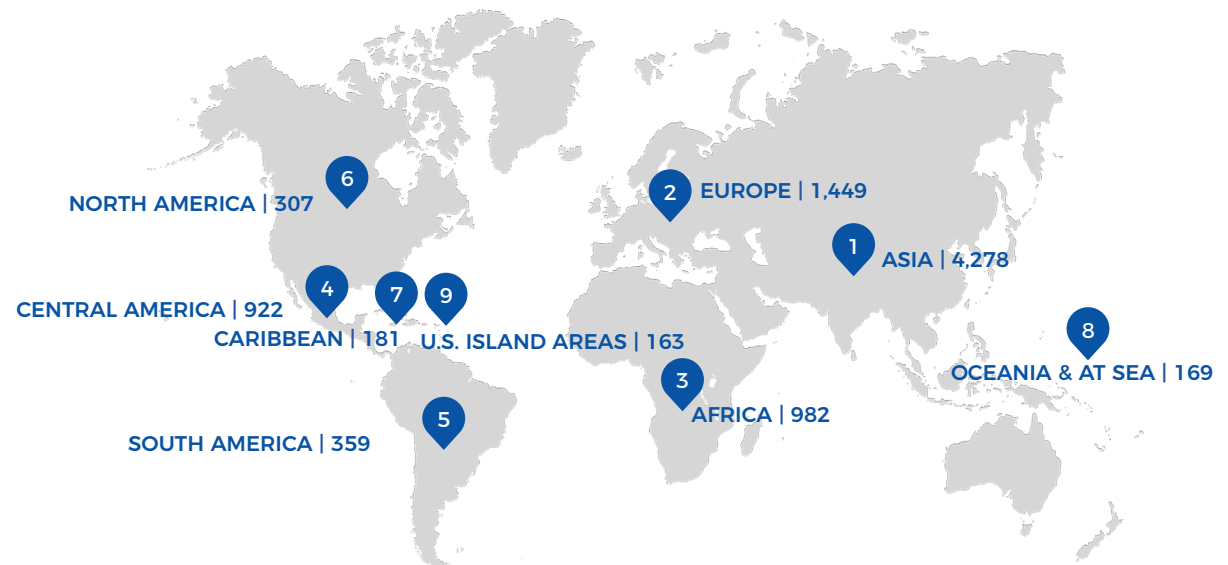 6
NORTH AMERICA | 307
2
EUROPE | 1,449
1
ASIA | 4,278
4
CENTRAL AMERICA | 922
7
CARIBBEAN | 181
9
U.S. ISLAND AREAS | 163
8
OCEANIA & AT SEA | 169
3
AFRICA | 982
5
SOUTH AMERICA | 359